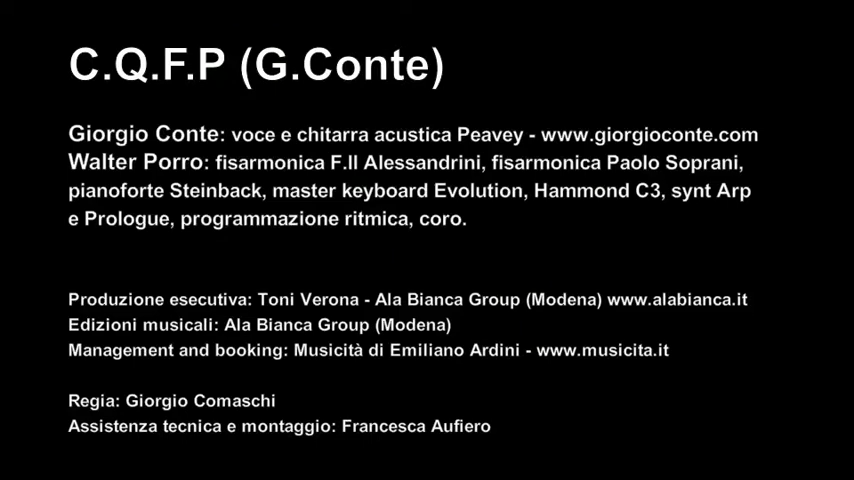 C.Q.F.P (G.Conte)
Giorgio Conte: voce e chitarra acustica Peavey - www.giorgioconte.com
Walter Porro: fisarmonica F.lI Alessandrini, fisarmonica Paolo Soprani,
pianoforte Steinback, master keyboard Evolution, Hammond C3, synt Arp
e Prologue, programmazione ritmica, coro.
Produzione esecutiva: Toni Verona - Ala Bianca Group (Modena) www.alabianca.it
Edizioni musicali: Ala Bianca Group (Modena)
Management and booking: Musicità di Emiliano Ardini - www.musicita.it
Regia: Giorgio Comaschi
Assistenza tecnica e montaggio: Francesca Aufiero